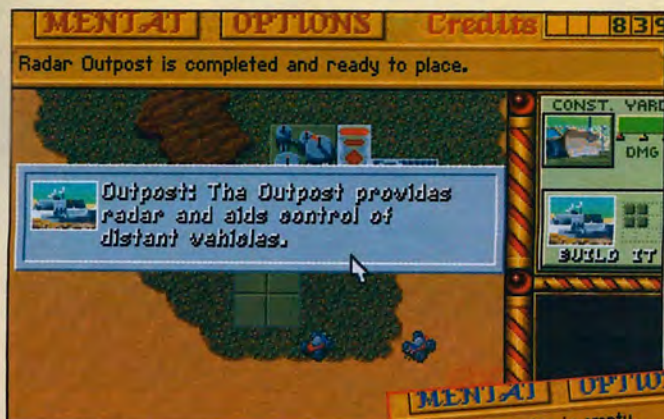 MENTAT OPTIONS Credits 839
Radar Outpost is completed and ready to place.
CONST. YARD
DMG
Outpost: The Outpost provides
radar and aids control of
distant vehicles.
BUILD IT
MENTAT OPTIONS